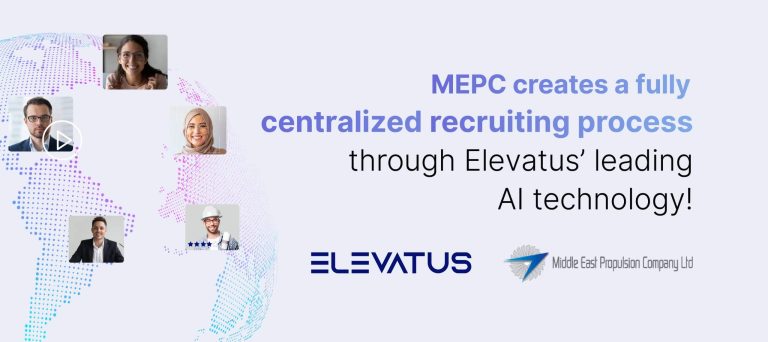 MEPC creates a fully
centralized recruiting process
through Elevatus’ leading
AI technology!
ELEVATUS
Middle East Propulsion Company Ltd